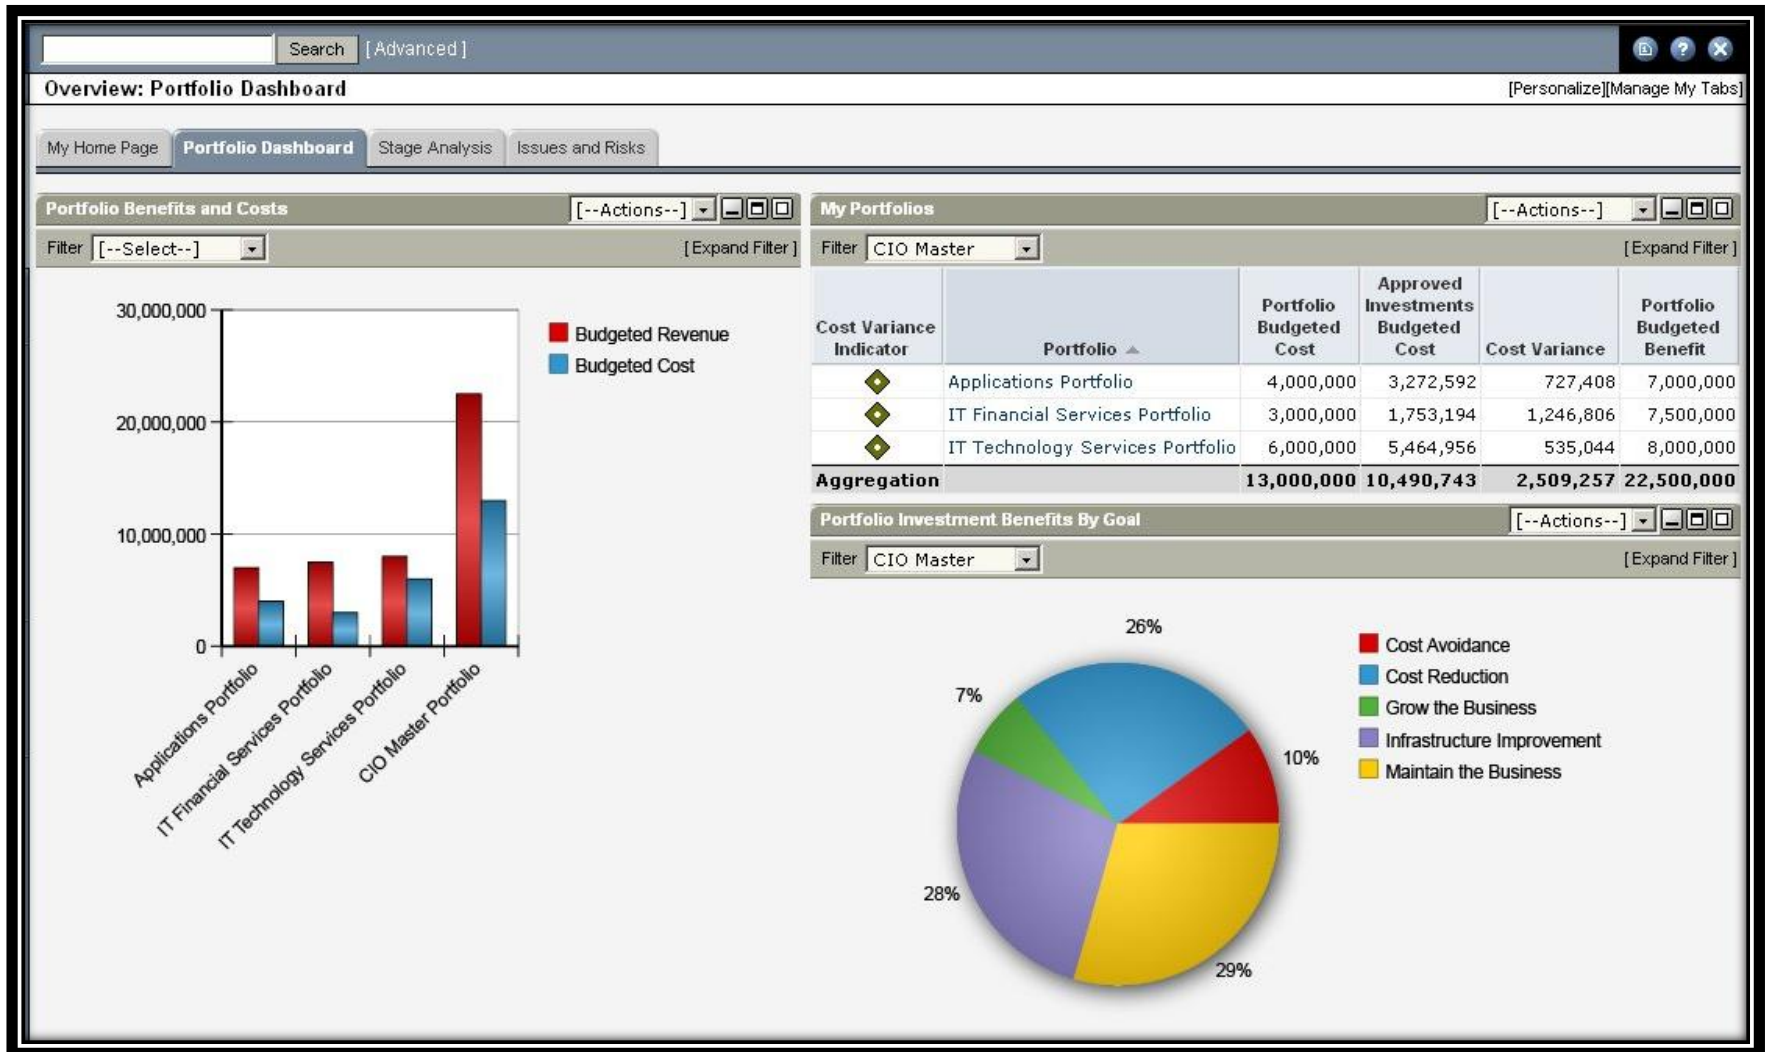 Search [Advanced]
Overview: Portfolio Dashboard
[Personalize][Manage My Tabs]
My Home Page Portfolio Dashboard Stage Analysis Issues and Risks
Portfolio Benefits and Costs [--Actions--]
Filter [--Select--] [Expand Filter]
30,000,000
20,000,000
10,000,000
0
Budgeted Revenue
Budgeted Cost
Applications Portfolio
IT Financial Services Portfolio
IT Technology Services Portfolio
CIO Master Portfolio
My Portfolios [--Actions--]
Filter CIO Master [Expand Filter]
Cost Variance Indicator Portfolio Portfolio Budgeted Cost Approved Investments Budgeted Cost Cost Variance Portfolio Budgeted Benefit
Applications Portfolio 4,000,000 3,272,592 727,408 7,000,000
IT Financial Services Portfolio 3,000,000 1,753,194 1,246,806 7,500,000
IT Technology Services Portfolio 6,000,000 5,464,956 535,044 8,000,000
Aggregation 13,000,000 10,490,743 2,509,257 22,500,000
Portfolio Investment Benefits By Goal [--Actions--]
Filter CIO Master [Expand Filter]
26%
7%
10%
28%
29%
Cost Avoidance
Cost Reduction
Grow the Business
Infrastructure Improvement
Maintain the Business